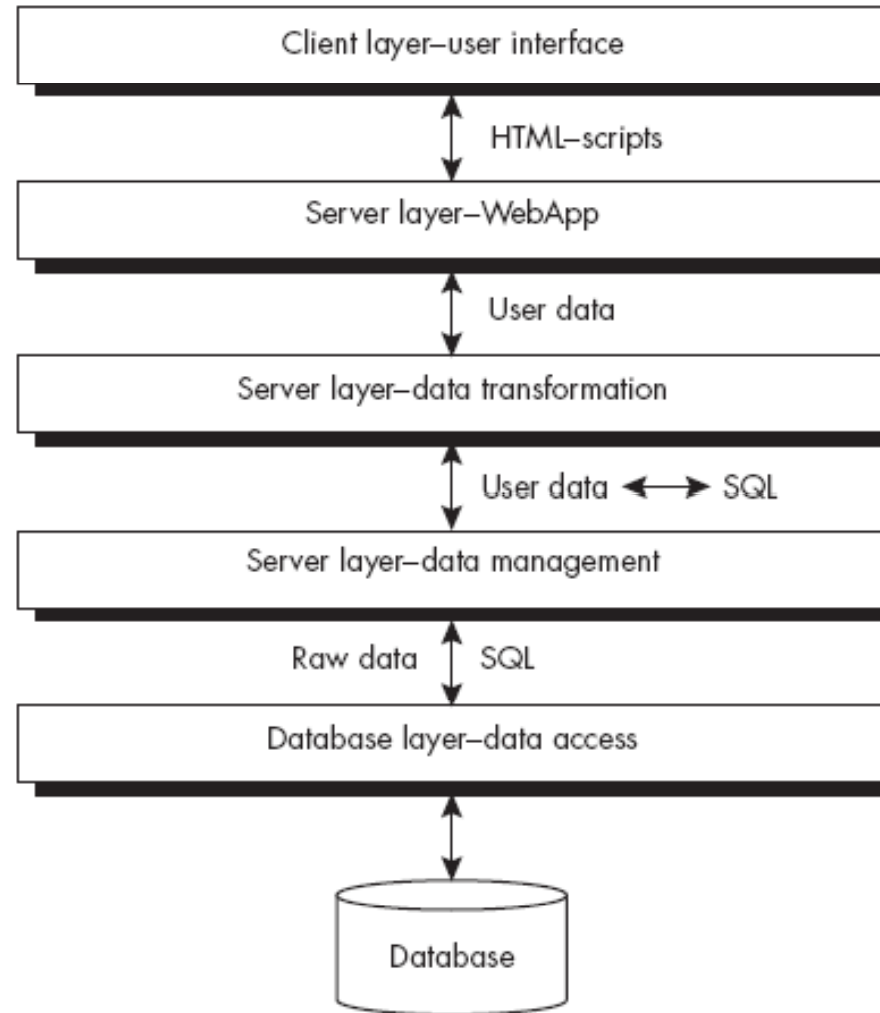 Client layer–user interface
HTML–scripts
Server layer–WebApp
User data
Server layer–data transformation
User data SQL
Server layer–data management
Raw data SQL
Database layer–data access
Database